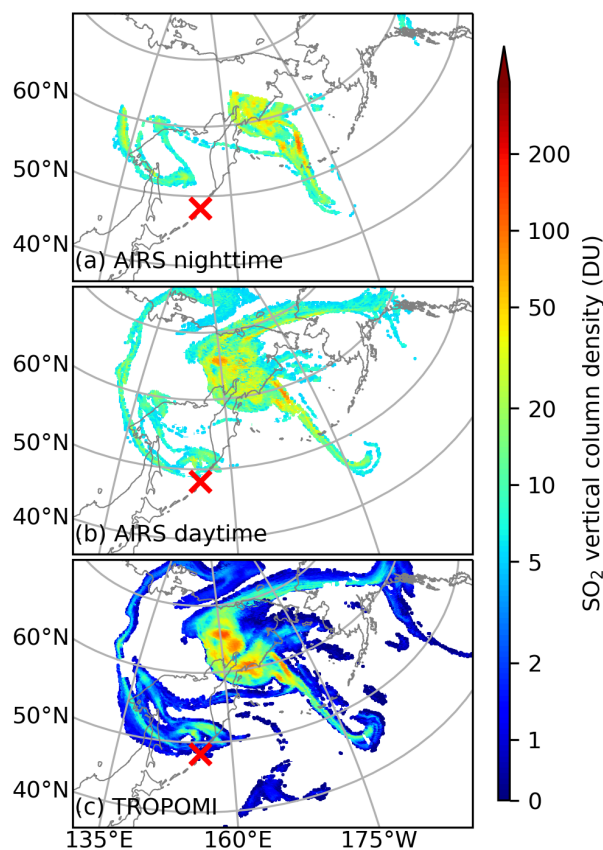 60°N
50°N
40°N
(a) AIRS nighttime
60°N
50°N
40°N
(b) AIRS daytime
60°N
50°N
40°N
(c) TROPOMI
135°E 160°E 175°W
200
100
50
20
10
5
2
1
0
SO₂ vertical column density (DU)